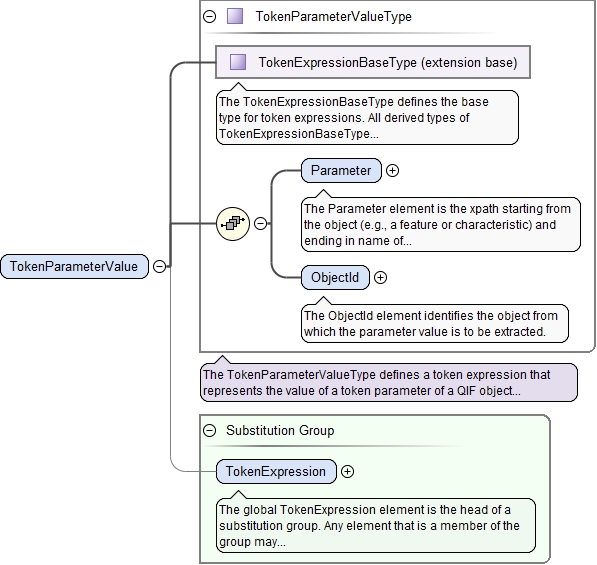 TokenParameterValueType
TokenExpressionBaseType (extension base)
The TokenExpressionBaseType defines the base
type for token expressions. All derived types of
TokenExpressionBaseType...
Parameter
The Parameter element is the xpath starting from
the object (e.g., a feature or characteristic) and
ending in name of...
TokenParameterValue
ObjectId
The ObjectId element identifies the object from
which the parameter value is to be extracted.
The TokenParameterValueType defines a token expression that
represents the value of a token parameter of a QIF object...
Substitution Group
TokenExpression
The global TokenExpression element is the head of a
substitution group. Any element that is a member of the
group may...